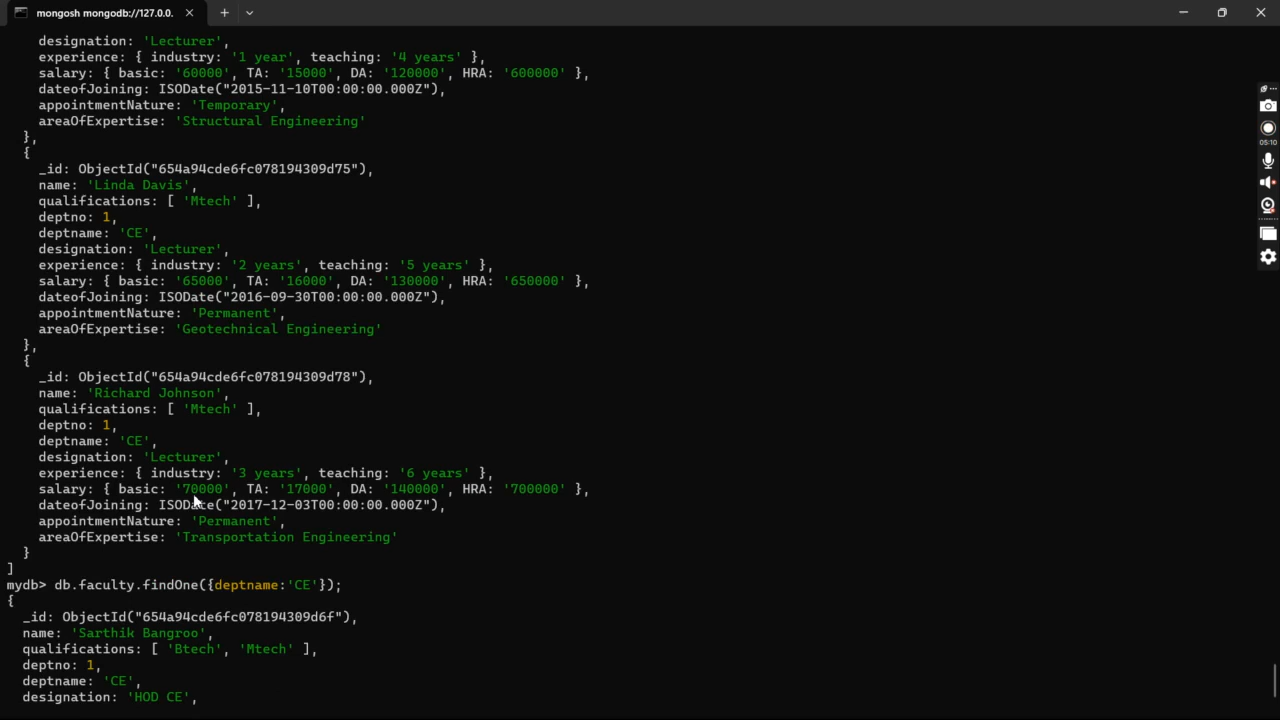 mongosh mongodb://127.0.0.
designation: 'Lecturer',
experience: { industry: '1 year', teaching: '4 years' },
salary: { basic: '60000', TA: '15000', DA: '120000', HRA: '600000' },
dateofJoining: ISODate("2015-11-10T00:00:00.000Z"),
appointmentNature: 'Temporary',
areaOfExpertise: 'Structural Engineering'
},
{
_id: ObjectId("654a94cde6fc078194309d75"),
name: 'Linda Davis',
qualifications: [ 'Mtech' ],
deptno: 1,
deptname: 'CE',
designation: 'Lecturer',
experience: { industry: '2 years', teaching: '5 years' },
salary: { basic: '65000', TA: '16000', DA: '130000', HRA: '650000' },
dateofJoining: ISODate("2016-09-30T00:00:00.000Z"),
appointmentNature: 'Permanent',
areaOfExpertise: 'Geotechnical Engineering'
},
{
_id: ObjectId("654a94cde6fc078194309d78"),
name: 'Richard Johnson',
qualifications: [ 'Mtech' ],
deptno: 1,
deptname: 'CE',
designation: 'Lecturer',
experience: { industry: '3 years', teaching: '6 years' },
salary: { basic: '70000', TA: '17000', DA: '140000', HRA: '700000' },
dateofJoining: ISODate("2017-12-03T00:00:00.000Z"),
appointmentNature: 'Permanent',
areaOfExpertise: 'Transportation Engineering'
}
]
mydb> db.faculty.findOne({deptname:'CE'});
{
_id: ObjectId("654a94cde6fc078194309d6f"),
name: 'Sarthik Bangroo',
qualifications: [ 'Btech', 'Mtech' ],
deptno: 1,
deptname: 'CE',
designation: 'HOD CE',
05:10